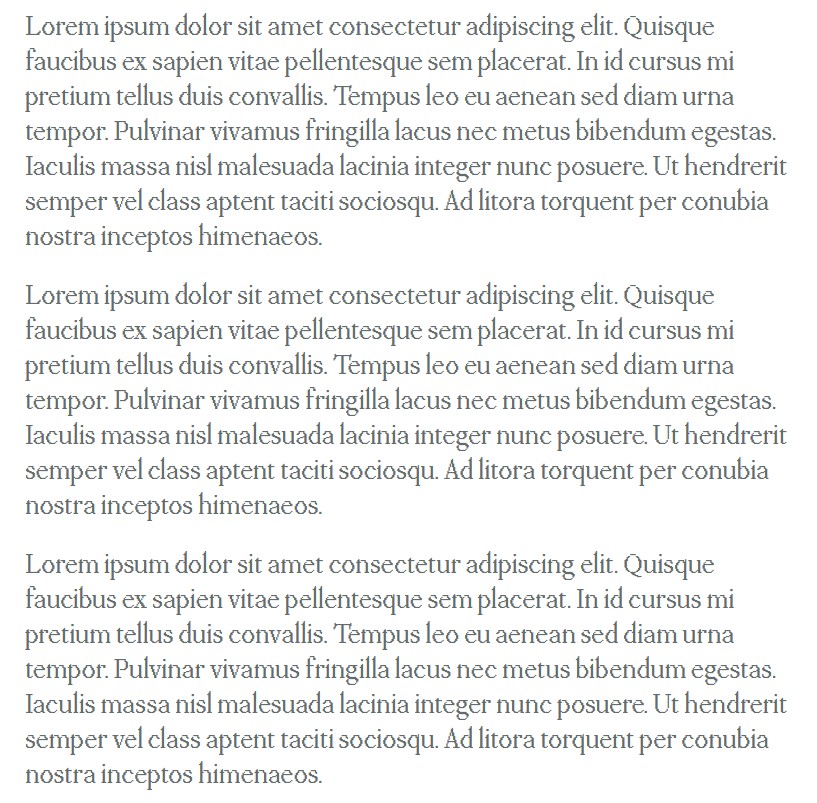 Lorem ipsum dolor sit amet consectetur adipiscing elit. Quisque
faucibus ex sapien vitae pellentesque sem placerat. In id cursus mi
pretium tellus duis convallis. Tempus leo eu aenean sed diam urna
tempor. Pulvinar vivamus fringilla lacus nec metus bibendum egestas.
Iaculis massa nisl malesuada lacinia integer nunc posuere. Ut hendrerit
semper vel class aptent taciti sociosqu. Ad litora torquent per conubia
nostra inceptos himenaeos.
Lorem ipsum dolor sit amet consectetur adipiscing elit. Quisque
faucibus ex sapien vitae pellentesque sem placerat. In id cursus mi
pretium tellus duis convallis. Tempus leo eu aenean sed diam urna
tempor. Pulvinar vivamus fringilla lacus nec metus bibendum egestas.
Iaculis massa nisl malesuada lacinia integer nunc posuere. Ut hendrerit
semper vel class aptent taciti sociosqu. Ad litora torquent per conubia
nostra inceptos himenaeos.
Lorem ipsum dolor sit amet consectetur adipiscing elit. Quisque
faucibus ex sapien vitae pellentesque sem placerat. In id cursus mi
pretium tellus duis convallis. Tempus leo eu aenean sed diam urna
tempor. Pulvinar vivamus fringilla lacus nec metus bibendum egestas.
Iaculis massa nisl malesuada lacinia integer nunc posuere. Ut hendrerit
semper vel class aptent taciti sociosqu. Ad litora torquent per conubia
nostra inceptos himenaeos.